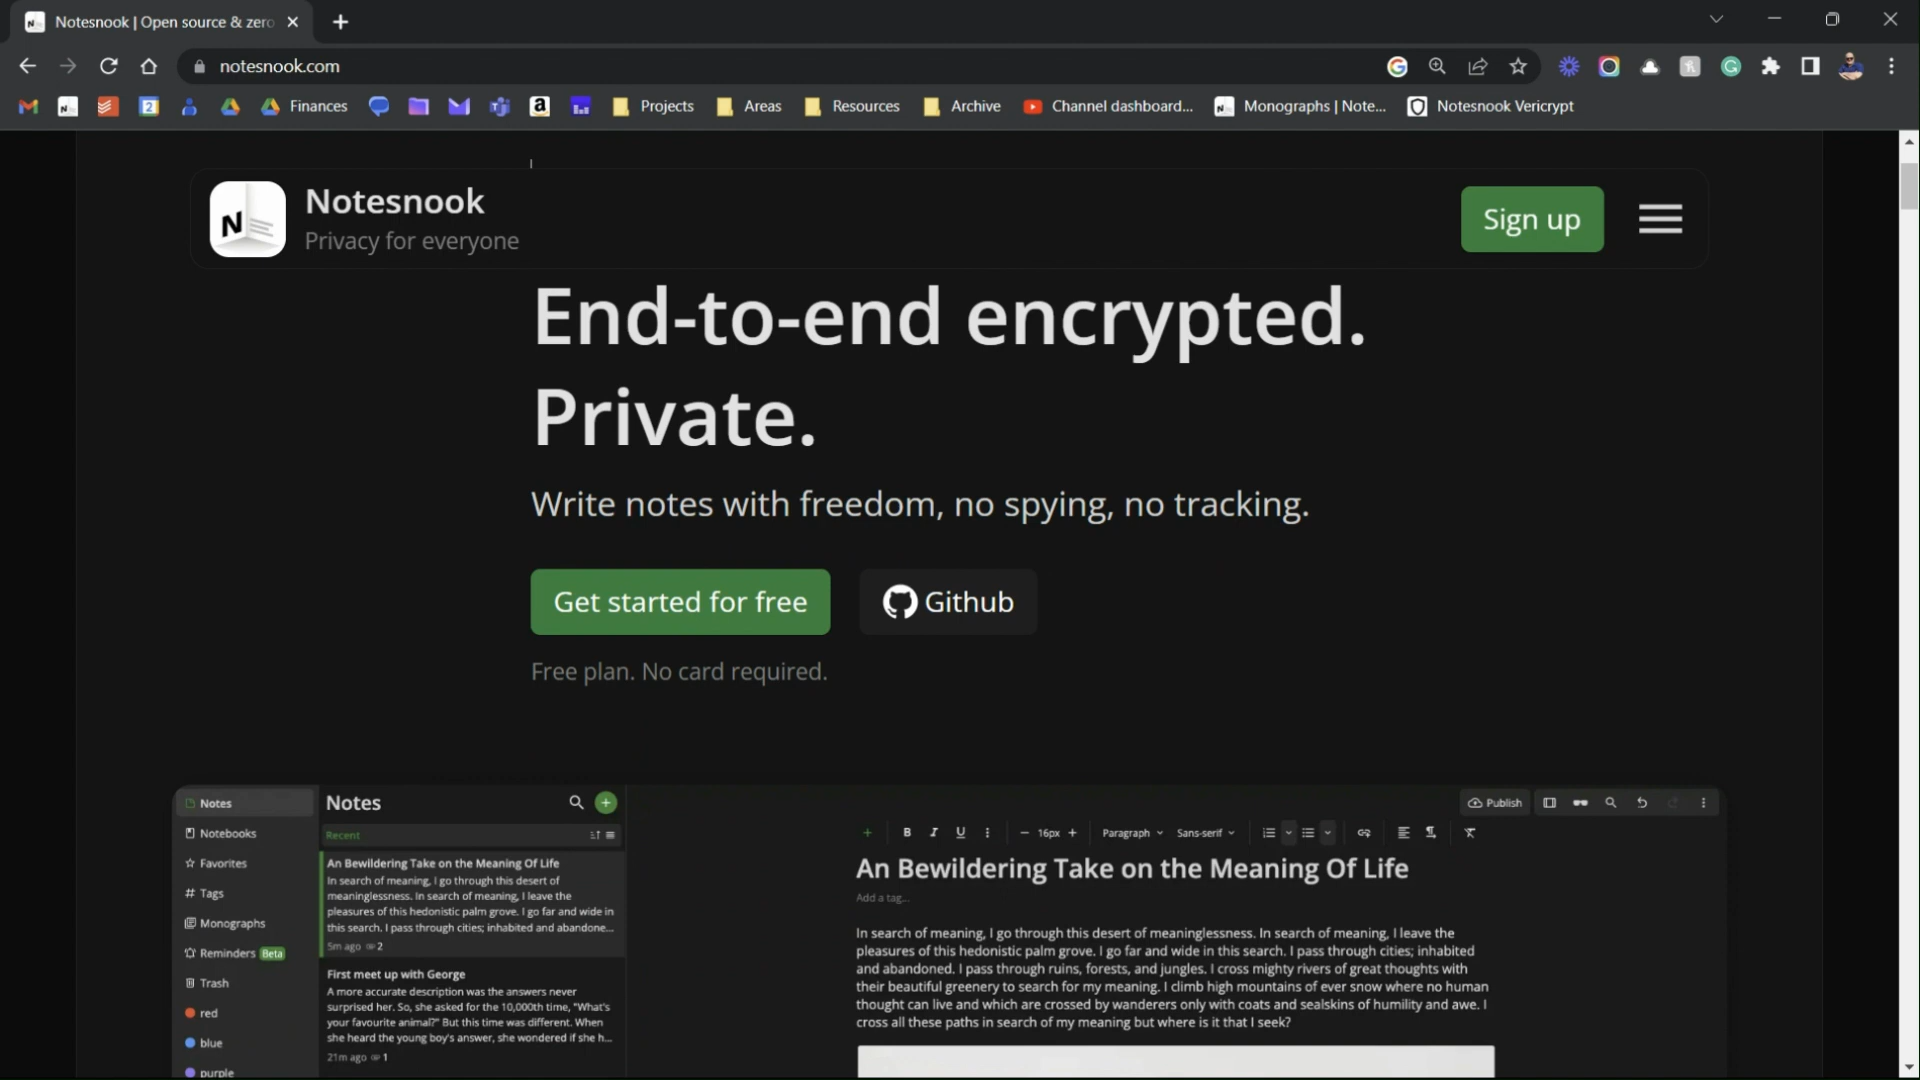 Notesnook | Open source & zero
notesnook.com
Finances
Projects
Areas
Resources
Archive
Channel dashboard...
Monographs | Note...
Notesnook Vericrypt
Notesnook
Privacy for everyone
Sign up
End-to-end encrypted.
Private.
Write notes with freedom, no spying, no tracking.
Get started for free
Github
Free plan. No card required.
Notes
Notebooks
Favorites
# Tags
Monographs
Reminders Beta
Trash
red
blue
purple
Notes
Recent
An Bewildering Take on the Meaning Of Life
In search of meaning, I go through this desert of
meaninglessness. In search of meaning, I leave the
pleasures of this hedonistic palm grove. I go far and wide in
this search. I pass through cities; inhabited and abandone...
5m ago 2
First meet up with George
A more accurate description was the answers never
surprised her. So, she asked for the 10,000th time, "What's
your favourite animal?" But this time was different. When
she heard the young boy's answer, she wondered if she h...
21m ago 1
Publish
B I U
16px
Paragraph
Sans-serif
An Bewildering Take on the Meaning Of Life
Add a tag...
In search of meaning, I go through this desert of meaninglessness. In search of meaning, I leave the
pleasures of this hedonistic palm grove. I go far and wide in this search. I pass through cities; inhabited
and abandoned. I pass through ruins, forests, and jungles. I cross mighty rivers of great thoughts with
their beautiful greenery to search for my meaning. I climb high mountains of ever snow where no human
thought can live and which are crossed by wanderers only with coats and sealskins of humility and awe. I
cross all these paths in search of my meaning but where is it that I seek?